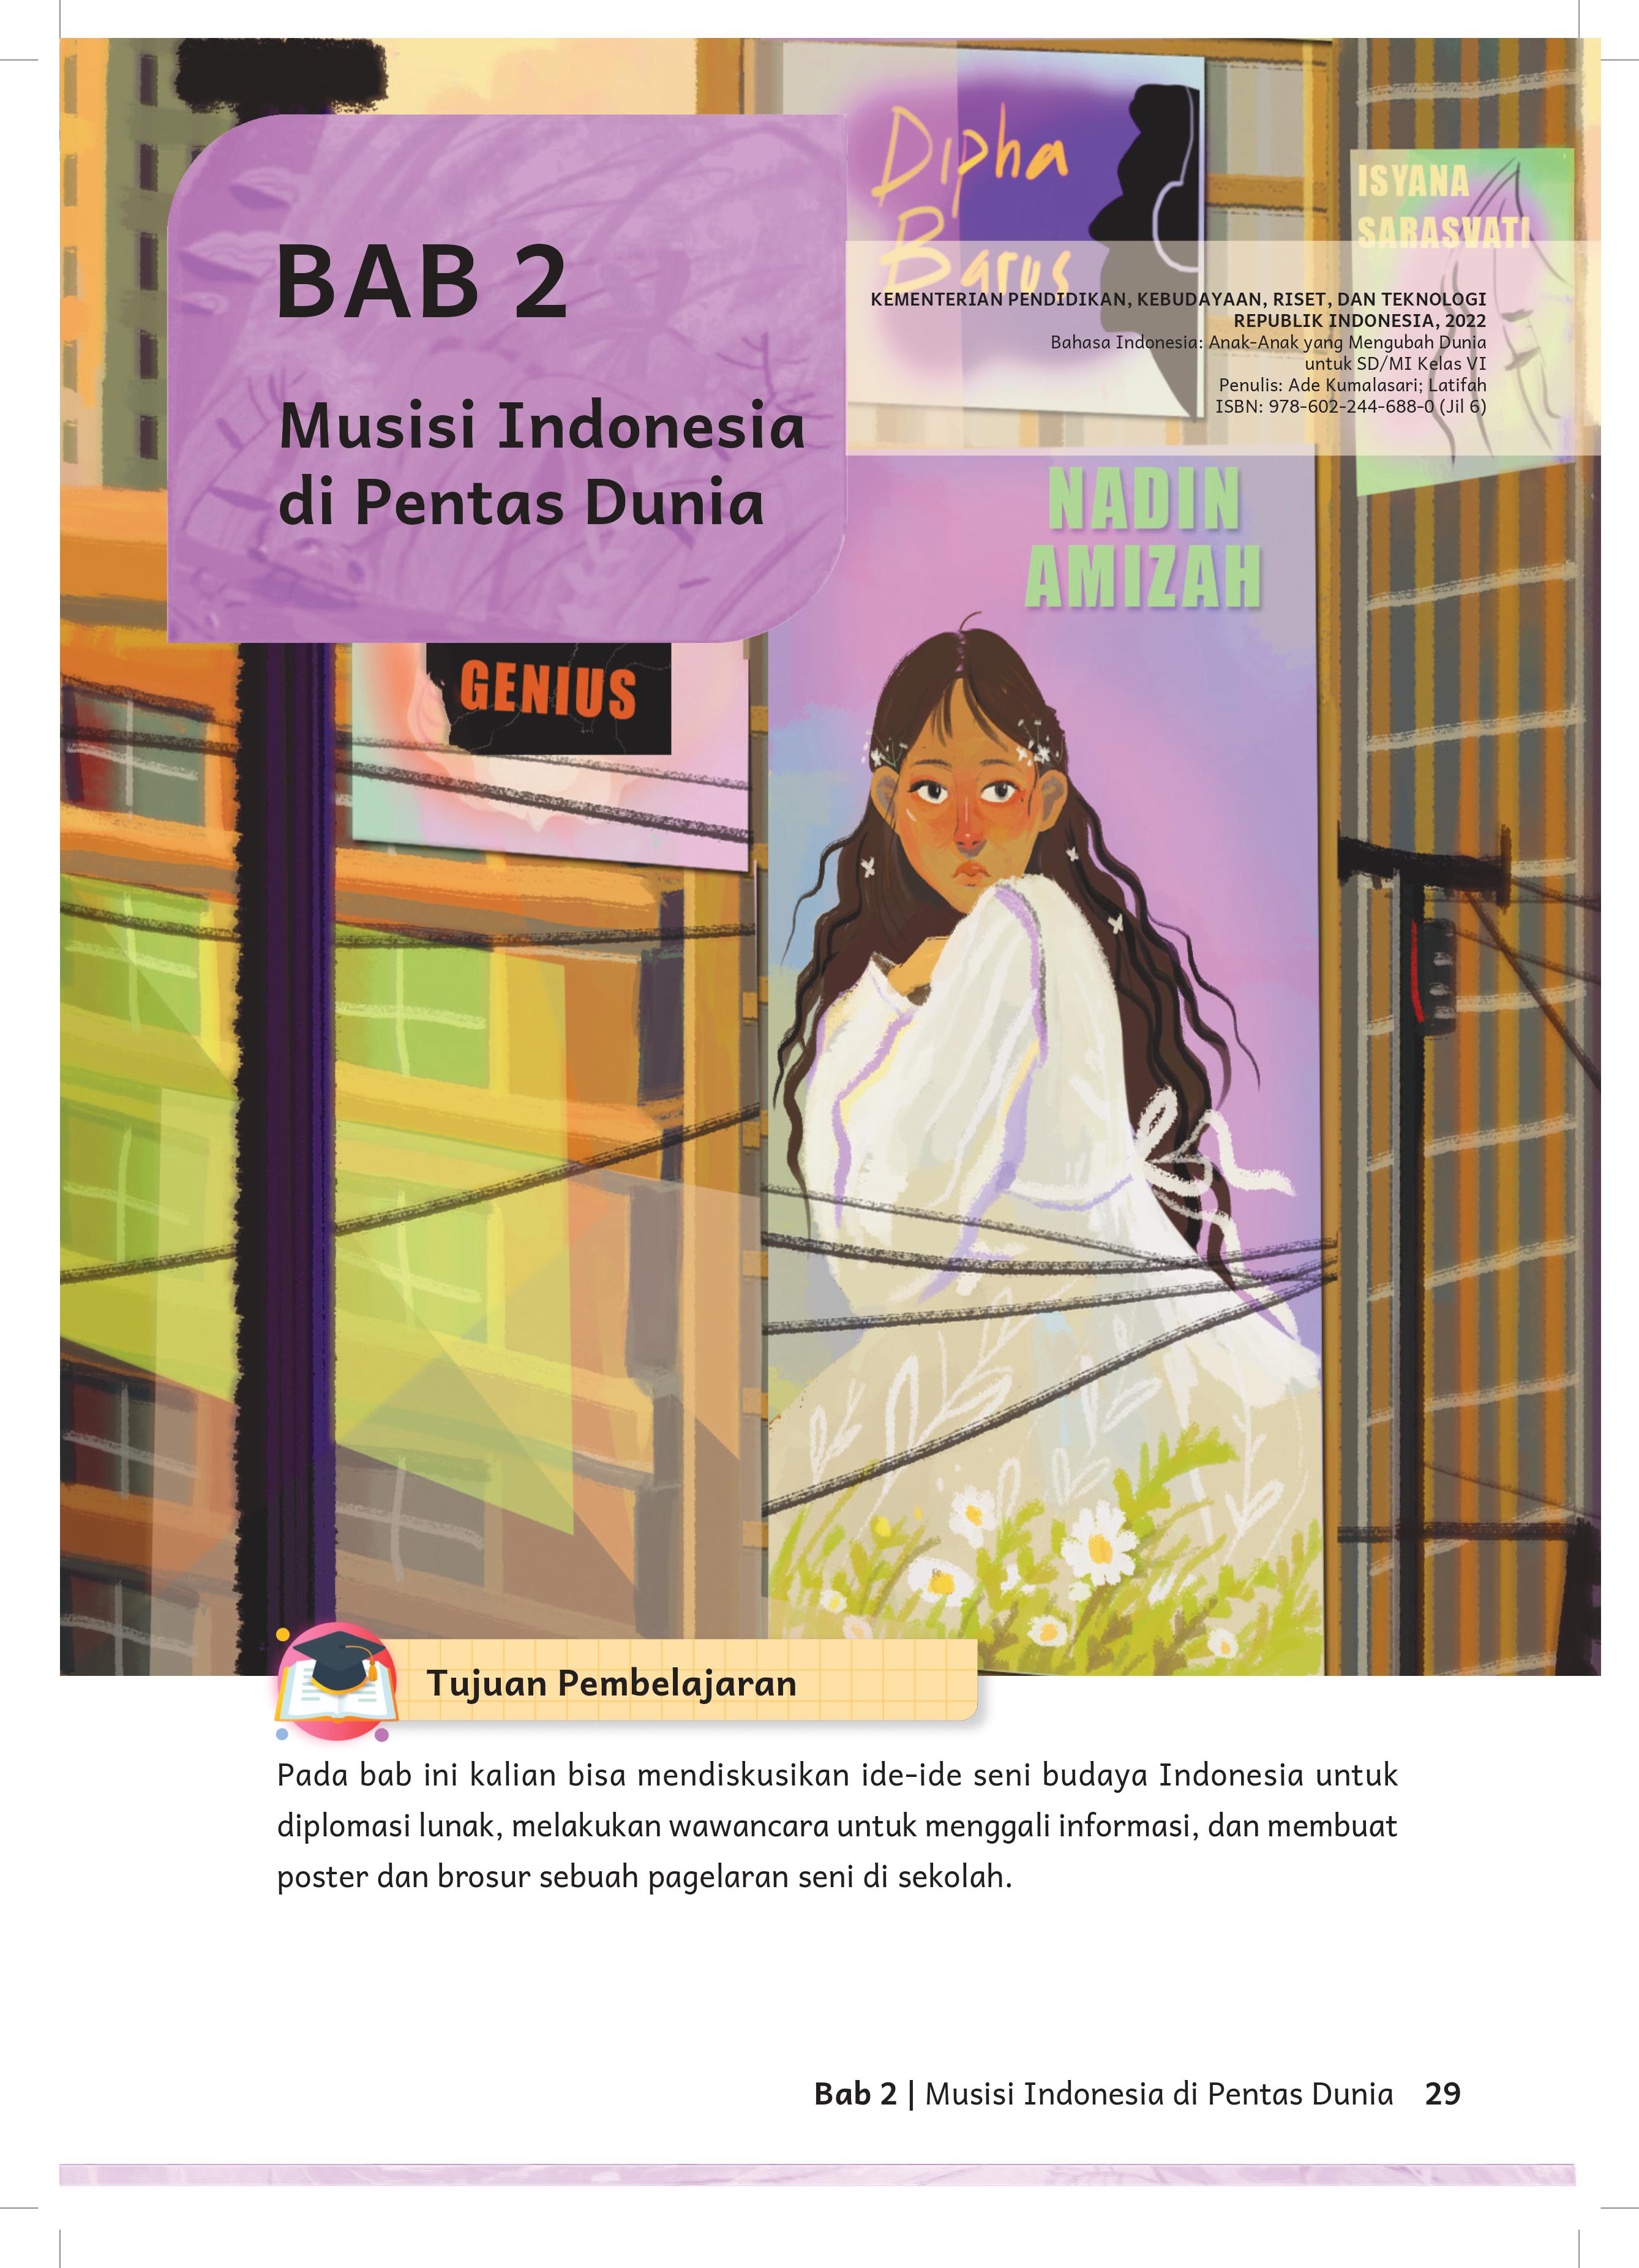 BAB 2
Musisi Indonesia
di Pentas Dunia
Dipha
Barus
ISYANA
SARASVATI
KEMENTERIAN PENDIDIKAN, KEBUDAYAAN, RISET, DAN TEKNOLOGI
REPUBLIK INDONESIA, 2022
Bahasa Indonesia: Anak-Anak yang Mengubah Dunia
untuk SD/MI Kelas VI
Penulis: Ade Kumalasari; Latifah
ISBN: 978-602-244-688-0 (Jil 6)
NADIN
AMIZAH
GENIUS
Tujuan Pembelajaran
Pada bab ini kalian bisa mendiskusikan ide-ide seni budaya Indonesia untuk
diplomasi lunak, melakukan wawancara untuk menggali informasi, dan membuat
poster dan brosur sebuah pagelaran seni di sekolah.
Bab 2 | Musisi Indonesia di Pentas Dunia 29